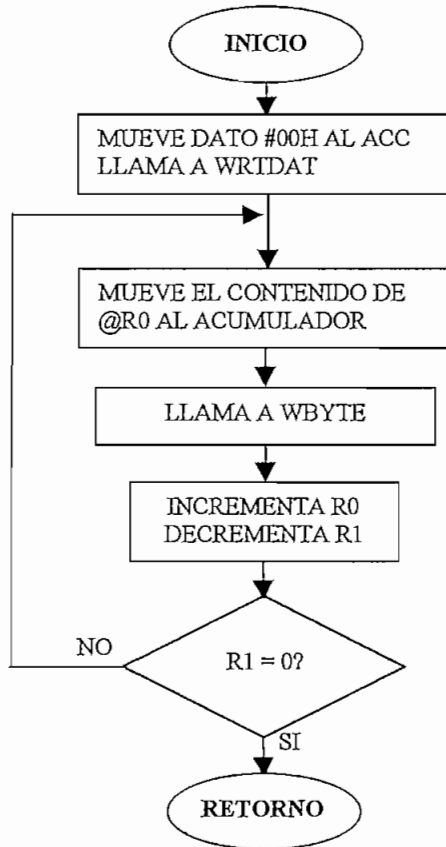 INICIO
MUEVE DATO #00H AL ACC
LLAMA A WRTDAT
MUEVE EL CONTENIDO DE
@R0 AL ACUMULADOR
LLAMA A WBYTE
INCREMENTA R0
DECREMENTA R1
NO
R1 = 0?
SI
RETORNO